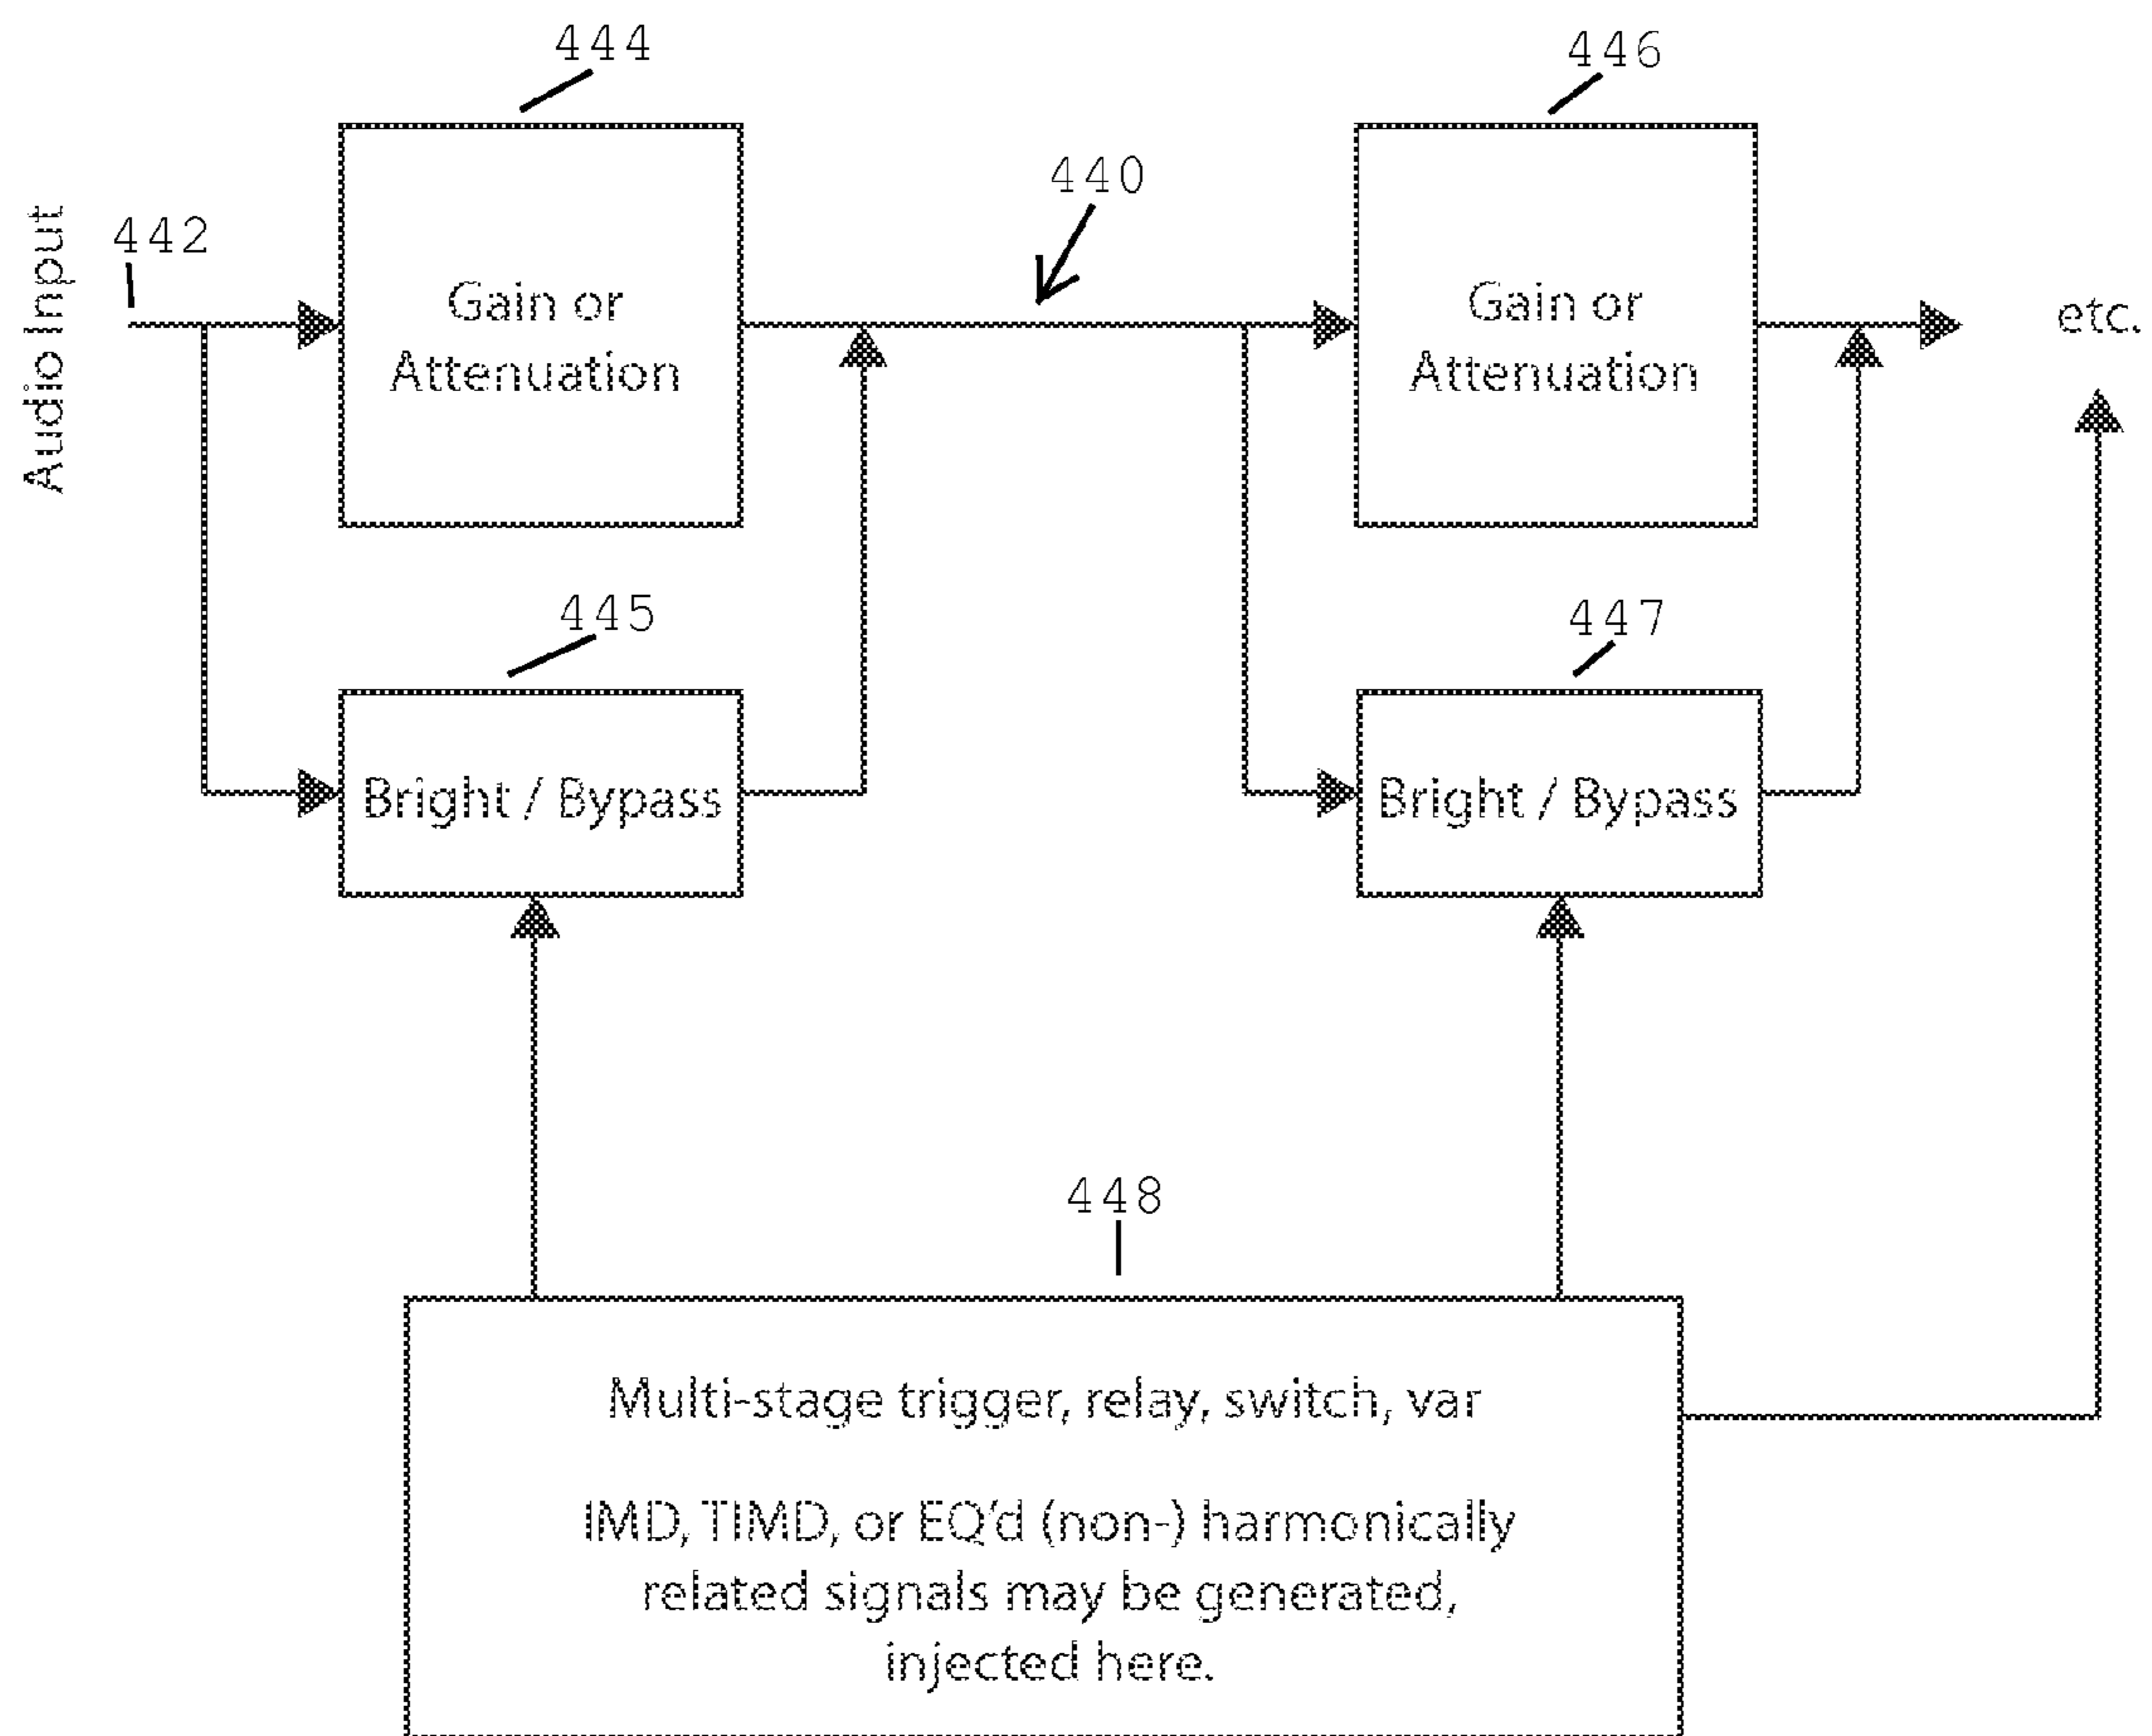 444
446
440
442
Audio Input
Gain or
Attenuation
Gain or
Attenuation
etc.
445
447
Bright / Bypass
Bright / Bypass
448
Multi-stage trigger, relay, switch, var
IMD, TIMD, or EQ'd (non-) harmonically
related signals may be generated,
injected here.